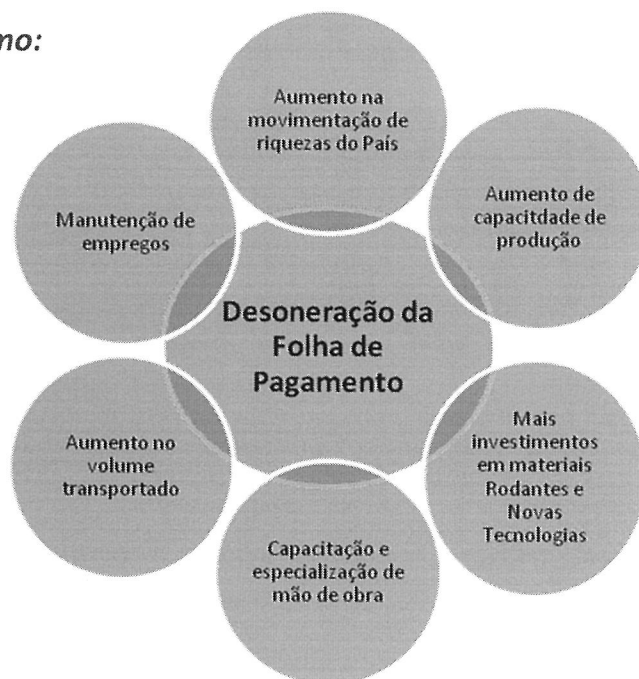 mo:
Aumento na
movimentação de
riquezas do País
Aumento de
capacitdade de
produção
Mais
investimentos
em materiais
Rodantes e
Novas
Tecnologias
Capacitação e
especialização de
mão de obra
Aumento no
volume
transportado
Manutenção de
empregos
Desoneração da
Folha de
Pagamento